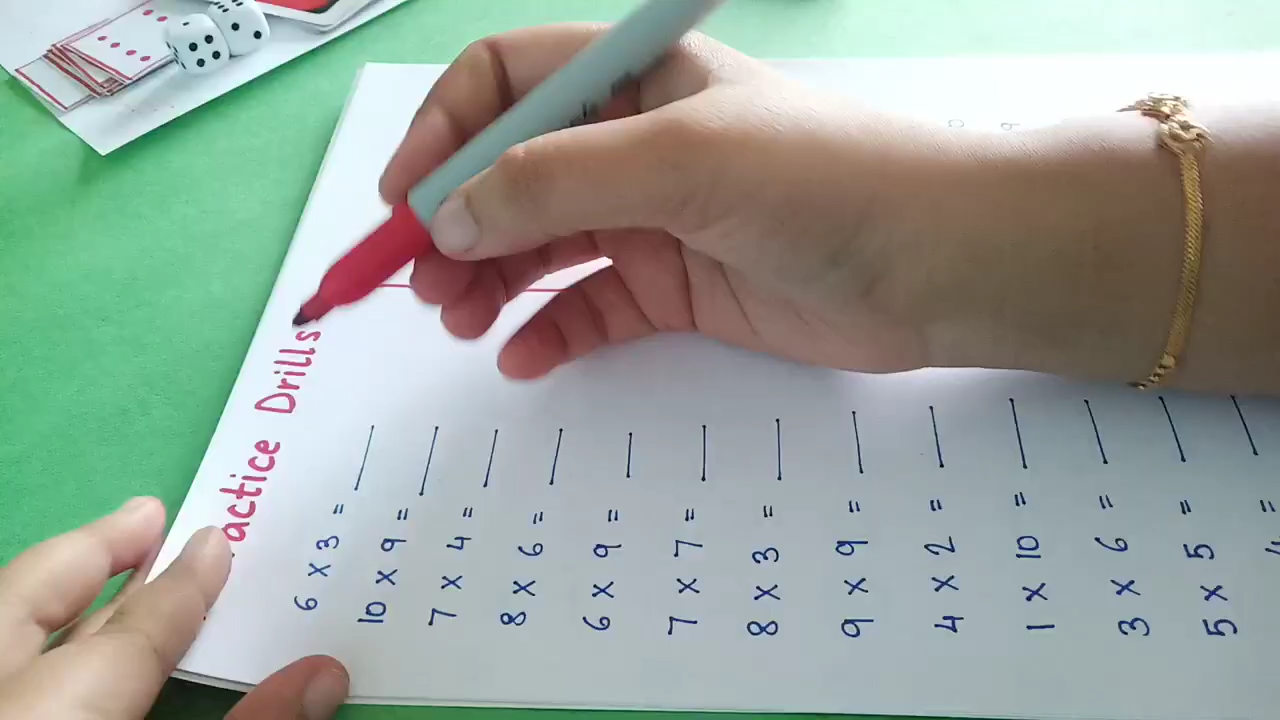 actice Drills
6 x 3 =
10 x 9 =
7 x 4 =
8 x 6 =
6 x 9 =
7 x 7 =
8 x 3 =
9 x 9 =
4 x 2 =
1 x 10 =
3 x 6 =
5 x 5 =
4 =